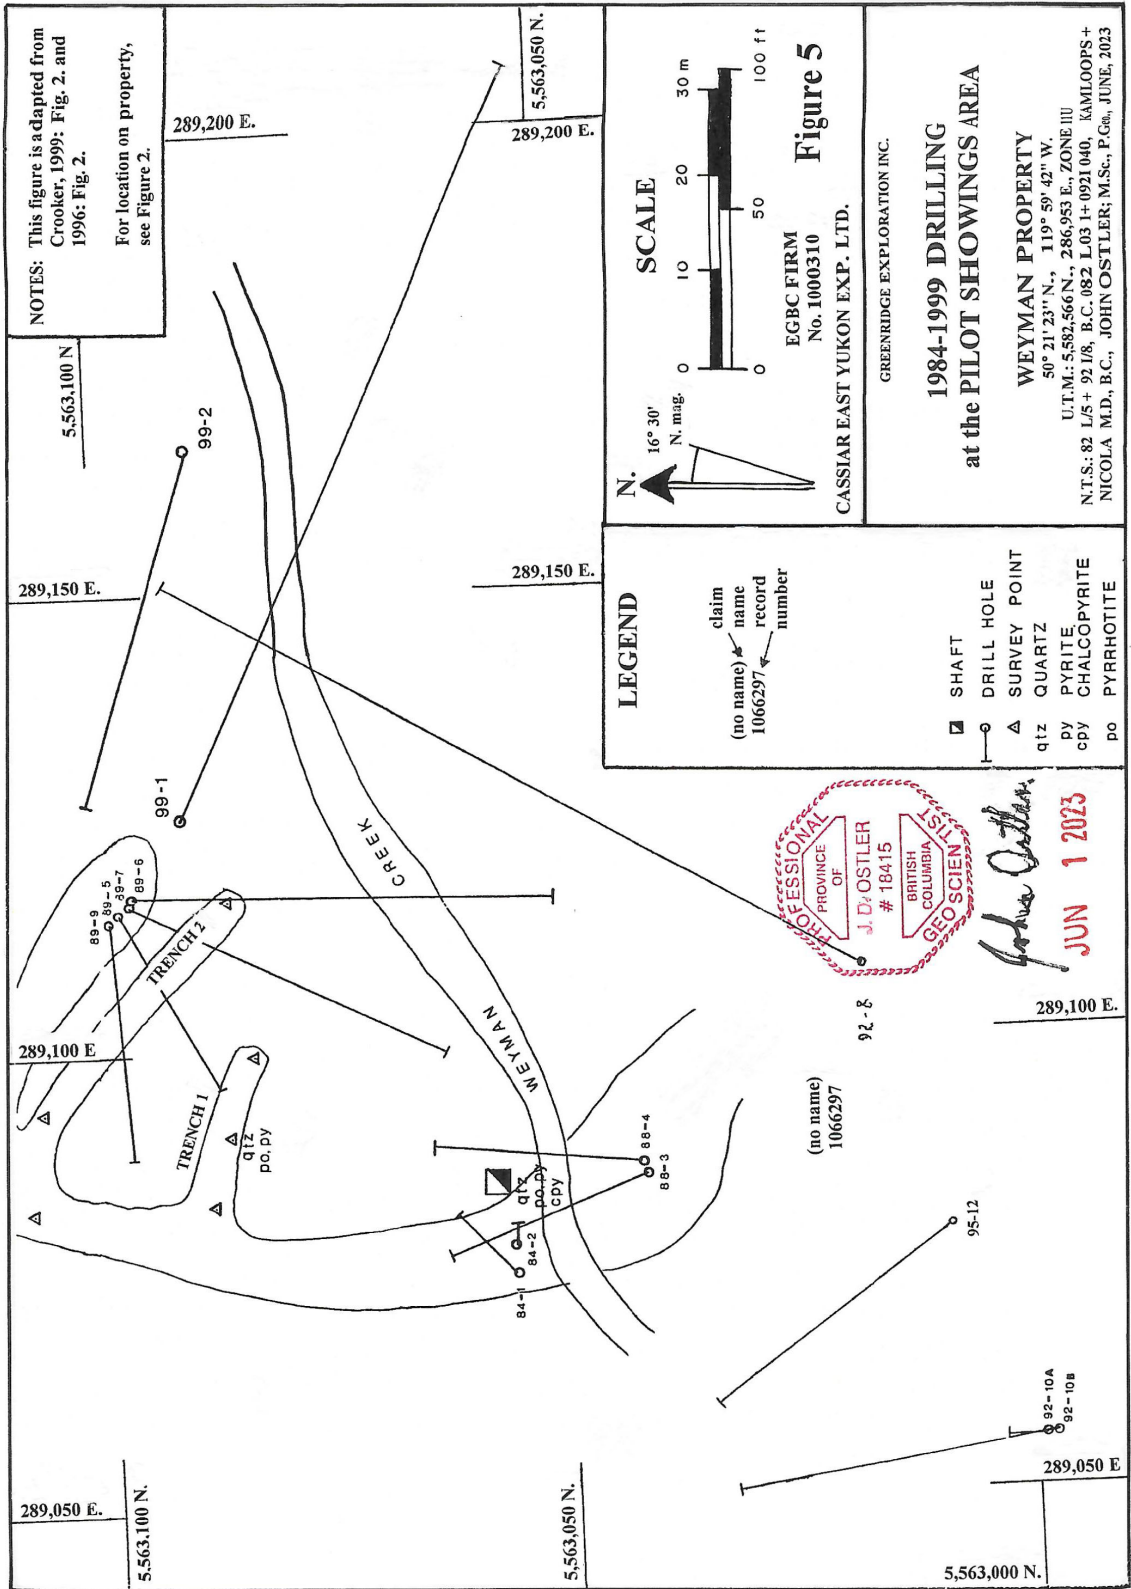 NOTES: This figure is adapted from
Crooker, 1999: Fig. 2. and
1996: Fig. 2.
For location on property,
see Figure 2.
5,563,100 N
289,200 E.
5,563,050 N.
289,200 E.
99-2
289,150 E.
289,150 E.
99-1
89-9
89-5
89-7
89-6
TRENCH 2
289,100 E
TRENCH 1
qtz
po,py
WEYMAN CREEK
qtz
po,py
cpy
84-1
84-2
88-4
88-3
92-8
289,100 E.
(no name)
1066297
95-12
92-10A
92-10B
289,050 E
289,050 E.
5.563.100 N.
5,563,050 N.
5,563,000 N.
SCALE
0 10 20 30 m
0 50 100 ft
N.
16° 30'
N. mag.
EGBC FIRM
No. 1000310
Figure 5
CASSIAR EAST YUKON EXP. LTD.
GREENRIDGE EXPLORATION INC.
1984-1999 DRILLING
at the PILOT SHOWINGS AREA
WEYMAN PROPERTY
50° 21' 23" N., 119° 59' 42" W.
U.T.M.: 5,582,566 N., 286,953 E., ZONE 11U
N.T.S.: 82 L/5 + 92 I/8, B.C. 082 L03 1+ 0921 040, KAMLOOPS +
NICOLA M.D., B.C., JOHN OSTLER; M.Sc., P.Geo., JUNE, 2023
LEGEND
(no name) claim name
1066297 record number
SHAFT
DRILL HOLE
SURVEY POINT
qtz QUARTZ
py PYRITE
cpy CHALCOPYRITE
po PYRRHOTITE
PROFESSIONAL
PROVINCE
OF
J. D. OSTLER
# 18415
BRITISH
COLUMBIA
GEOSCIENTIST
JUN 1 2023